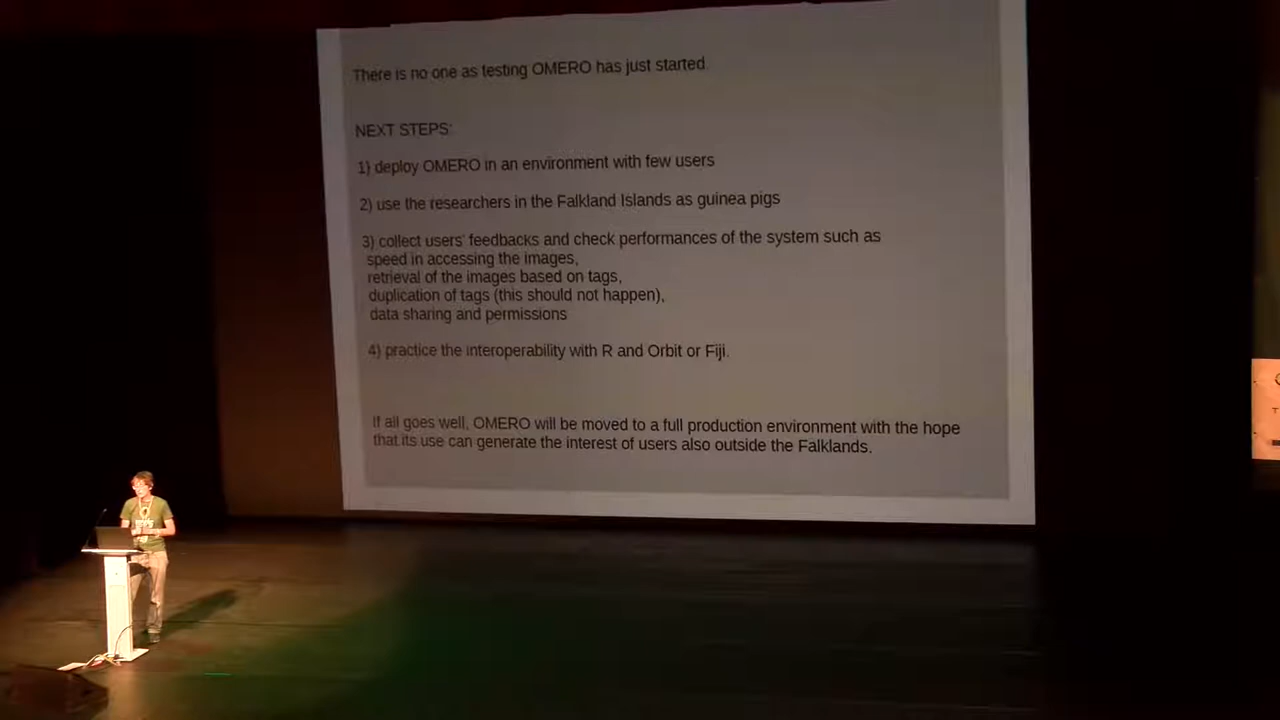 There is no one as testing OMERO has just started.
NEXT STEPS:
1) deploy OMERO in an environment with few users
2) use the researchers in the Falkland Islands as guinea pigs
3) collect users' feedbacks and check performances of the system such as
speed in accessing the images,
retrieval of the images based on tags,
duplication of tags (this should not happen),
data sharing and permissions
4) practice the interoperability with R and Orbit or Fiji.
If all goes well, OMERO will be moved to a full production environment with the hope
that its use can generate the interest of users also outside the Falklands.